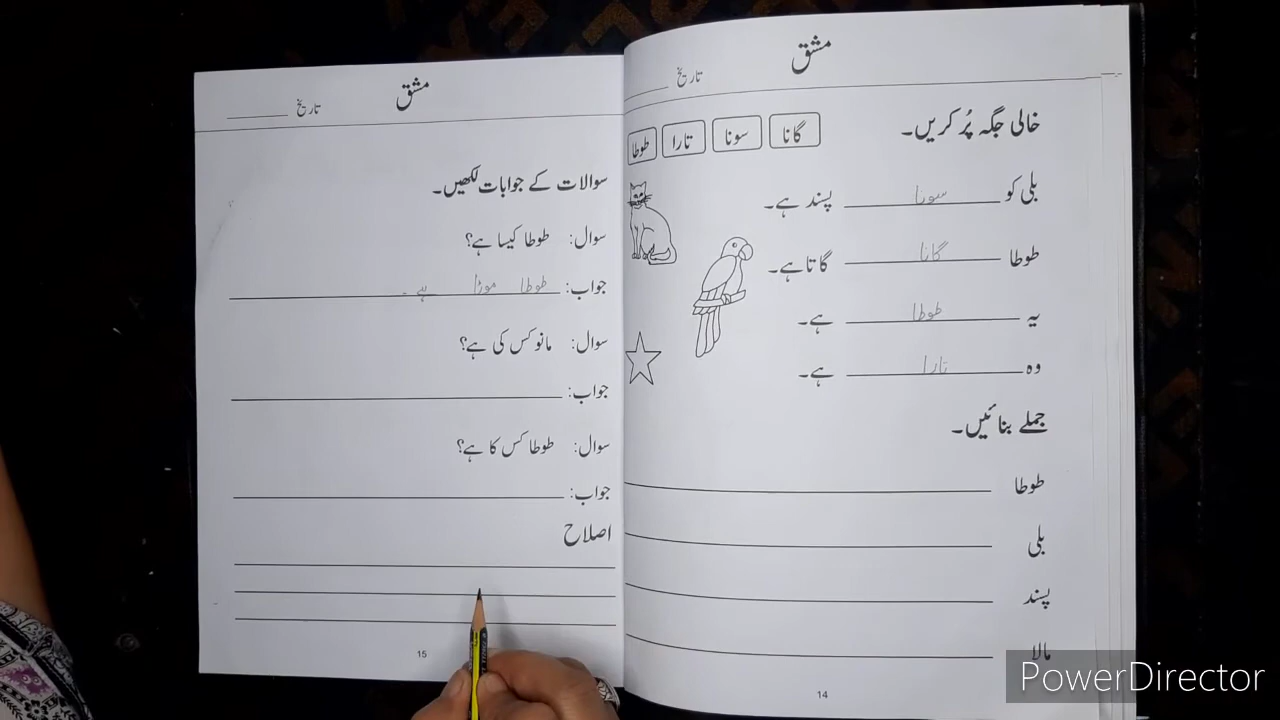 مشق
تاریخ
خالی جگہ پُر کریں۔
گانا سونا تارا طوطا
بلی کو سونا پسند ہے۔
طوطا گانا گاتا ہے۔
یہ طوطا ہے۔
وہ تارا ہے۔
جملے بنائیں۔
طوطا
بلی
پسند
مالا
14
مشق
تاریخ
سوالات کے جوابات لکھیں۔
سوال: طوطا کیسا ہے؟
جواب: طوطا موڑا ہے۔
سوال: مانو کس کی ہے؟
جواب:
سوال: طوطا کس کا ہے؟
جواب:
اصلاح
15
PowerDirector